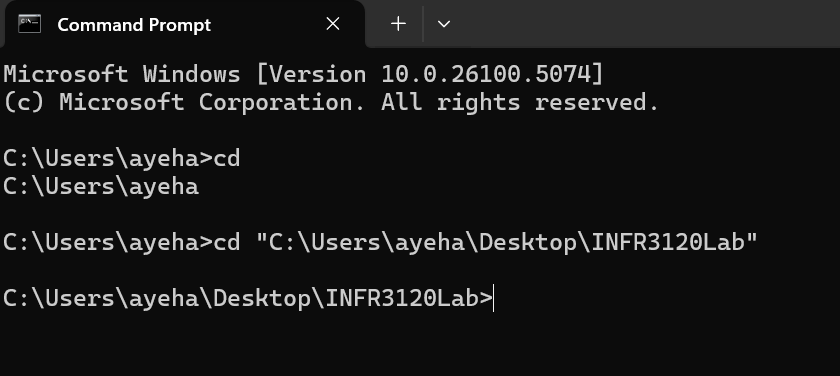 Command Prompt
Microsoft Windows [Version 10.0.26100.5074]
(c) Microsoft Corporation. All rights reserved.
C:\Users\ayeha>cd
C:\Users\ayeha
C:\Users\ayeha>cd "C:\Users\ayeha\Desktop\INFR3120Lab"
C:\Users\ayeha\Desktop\INFR3120Lab>